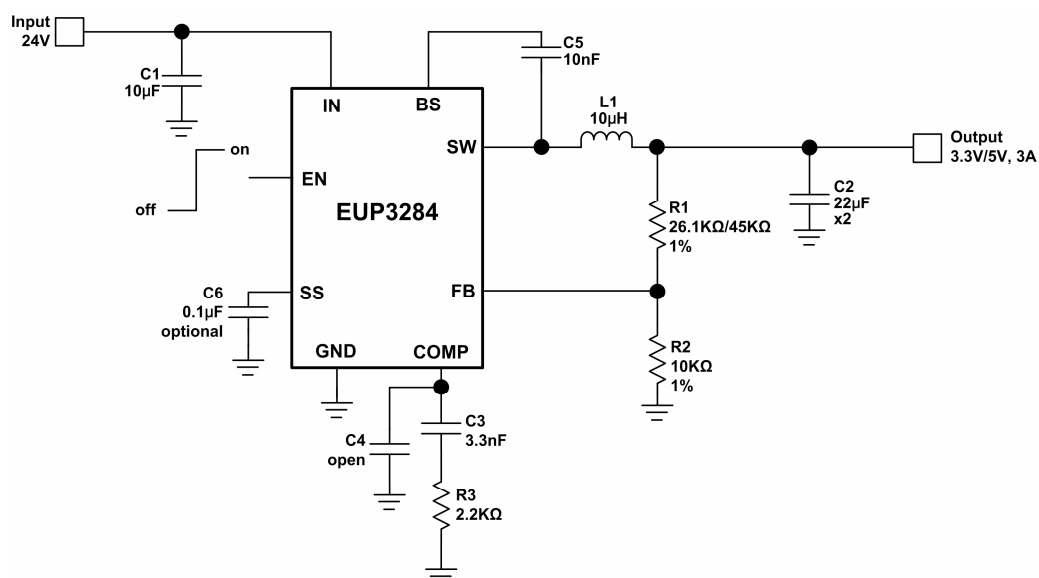 Input
24V
C1
10µF
IN
BS
C5
10nF
SW
L1
10µH
Output
3.3V/5V, 3A
on
off
EN
EUP3284
R1
26.1KΩ/45KΩ
1%
C2
22µF
x2
C6
0.1µF
optional
SS
FB
GND
COMP
R2
10KΩ
1%
C4
open
C3
3.3nF
R3
2.2KΩ